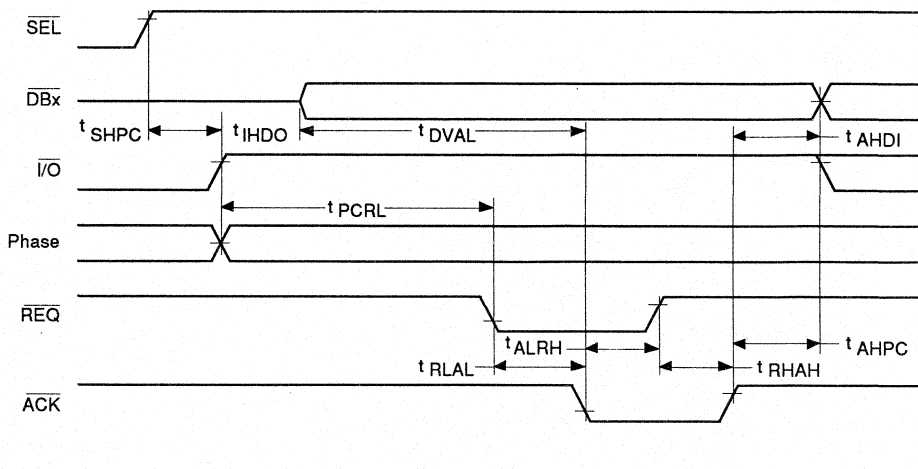 SEL
DBx
t SHPC
t IHDO
t DVAL
t AHDI
I/O
t PCRL
Phase
REQ
t ALRH
t AHPC
t RLAL
t RHAH
ACK